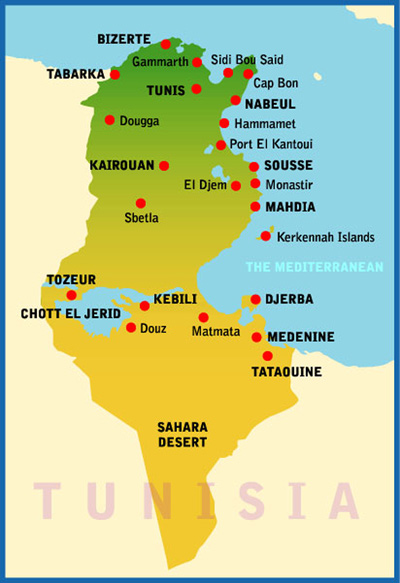 BIZERTE
Gammarth
Sidi Bou Said
TABARKA
Cap Bon
TUNIS
NABEUL
Dougga
Hammamet
Port El Kantoui
KAIROUAN
SOUSSE
El Djem
Monastir
MAHDIA
Sbetla
Kerkennah Islands
THE MEDITERRANEAN
TOZEUR
KEBILI
DJERBA
CHOTT EL JERID
Douz
Matmata
MEDENINE
TATAOUINE
SAHARA
DESERT
TUNISIA